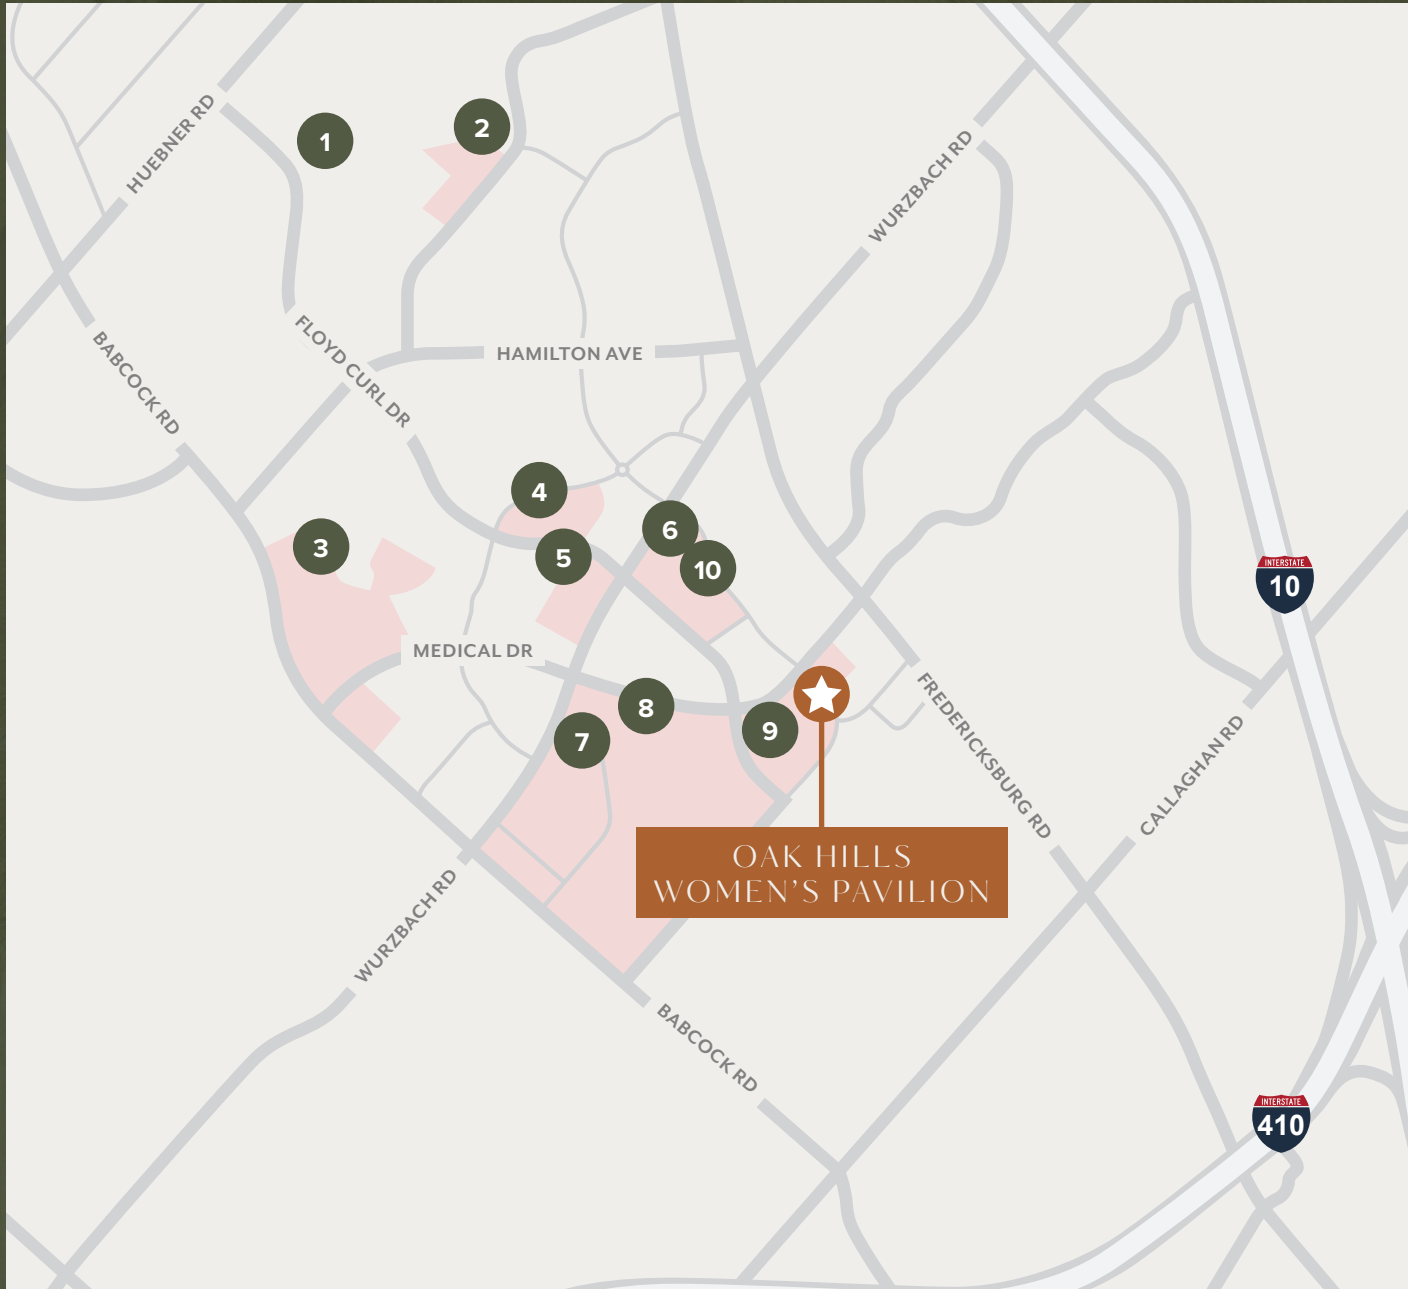 HUEBNER RD
1
2
WURZBACH RD
BABCOCK RD
FLOYD CURL DR
HAMILTON AVE
3
4
5
6
10
INTERSTATE
10
MEDICAL DR
7
8
9
FREDERICKSBURG RD
CALLAGHAN RD
OAK HILLS
WOMEN'S PAVILION
WURZBACH RD
BABCOCK RD
INTERSTATE
410